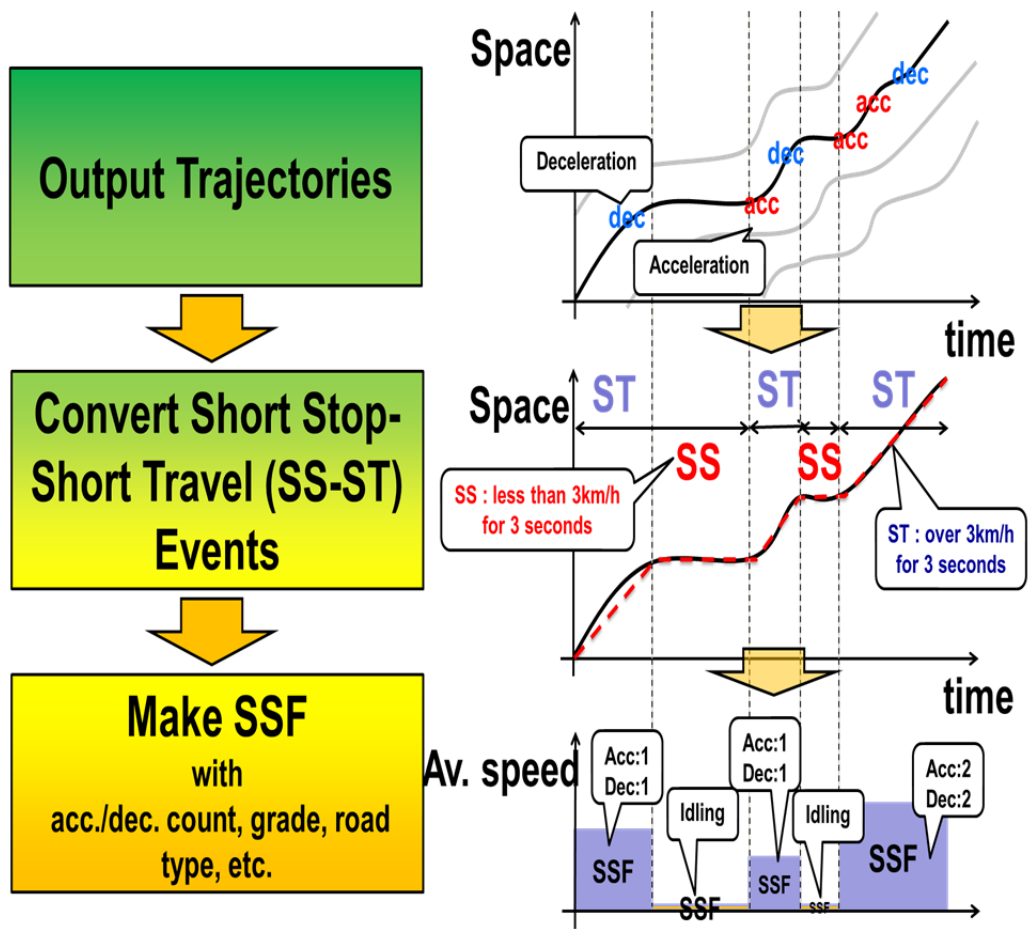 Output Trajectories
Convert Short Stop-
Short Travel (SS-ST)
Events
Make SSF
with
acc./dec. count, grade, road
type, etc.
Space
dec
acc
acc
dec
acc
dec
acc
Deceleration
dec
Acceleration
time
Space
ST
ST
ST
SS
SS
SS : less than 3km/h
for 3 seconds
ST : over 3km/h
for 3 seconds
time
Av. speed
Acc:1
Dec:1
Idling
Acc:1
Dec:1
Idling
Acc:2
Dec:2
SSF
SSF
SSF
SSF
SSF